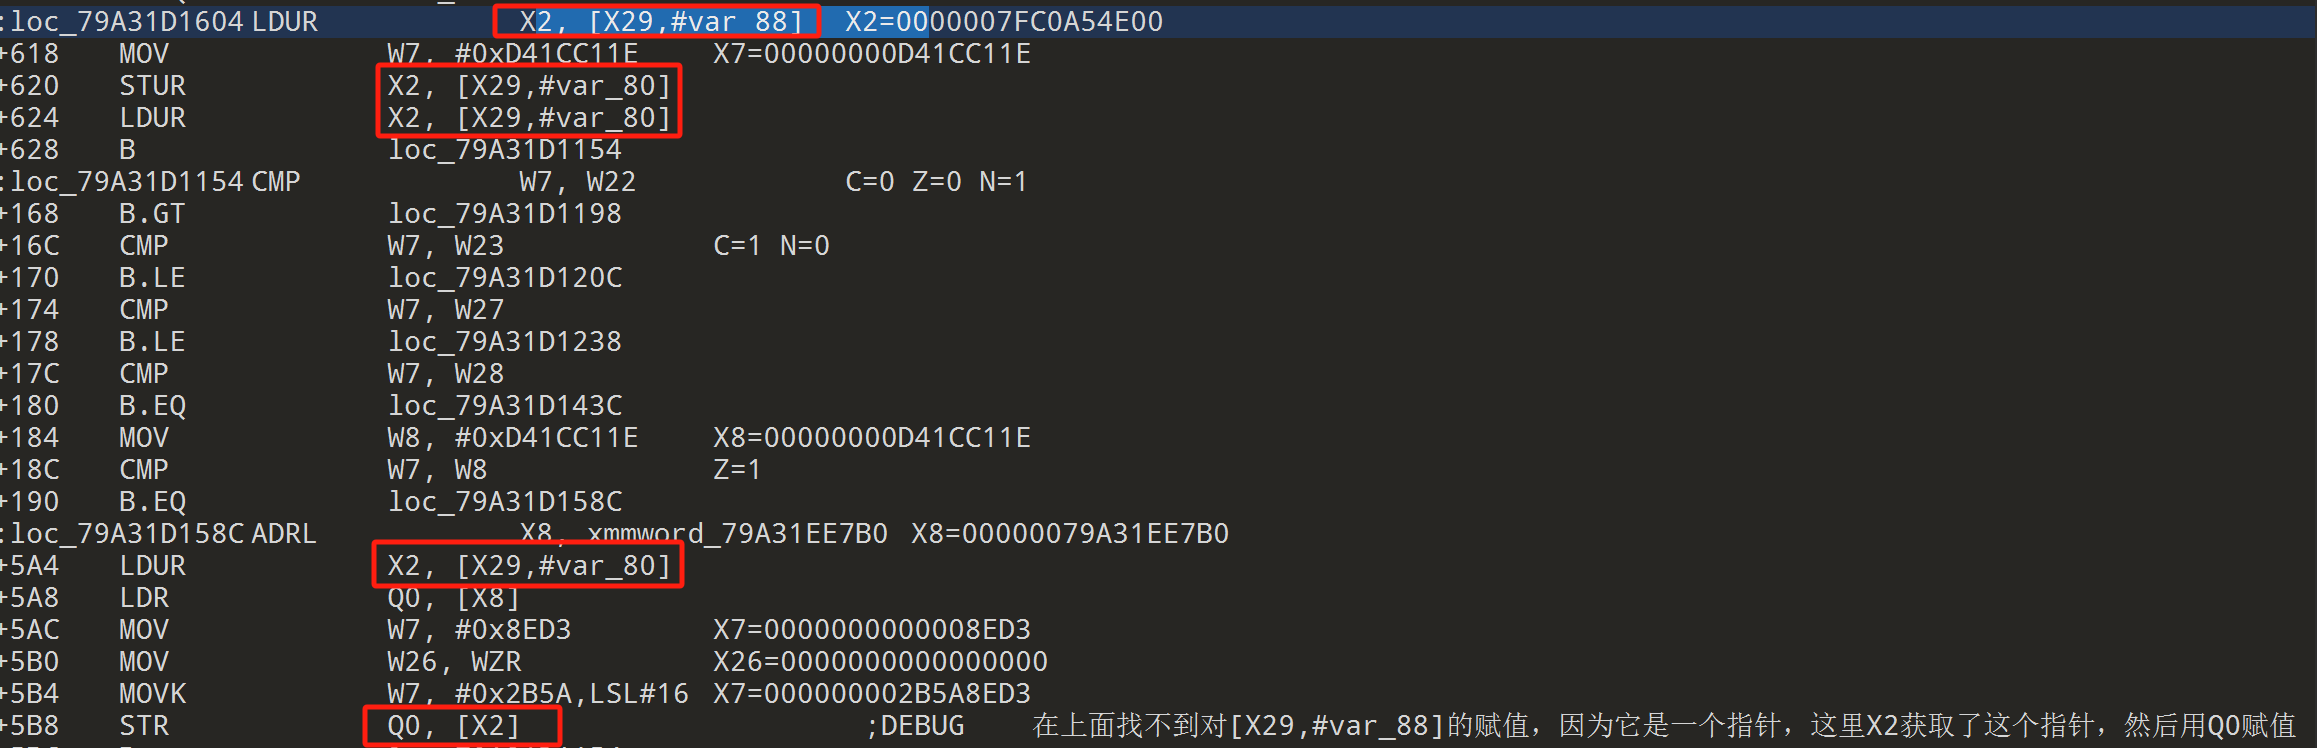 :loc_79A31D1604 LDUR X2, [X29,#var_88] X2=0000007FC0A54E00
+618 MOV W7, #0xD41CC11E X7=00000000D41CC11E
+620 STUR X2, [X29,#var_80]
+624 LDUR X2, [X29,#var_80]
+628 B loc_79A31D1154
:loc_79A31D1154 CMP W7, W22 C=0 Z=0 N=1
+168 B.GT loc_79A31D1198
+16C CMP W7, W23 C=1 N=0
+170 B.LE loc_79A31D120C
+174 CMP W7, W27
+178 B.LE loc_79A31D1238
+17C CMP W7, W28
+180 B.EQ loc_79A31D143C
+184 MOV W8, #0xD41CC11E X8=00000000D41CC11E
+18C CMP W7, W8 Z=1
+190 B.EQ loc_79A31D158C
:loc_79A31D158C ADRL X8, xmmword_79A31EE7B0 X8=00000079A31EE7B0
+5A4 LDUR X2, [X29,#var_80]
+5A8 LDR Q0, [X8]
+5AC MOV W7, #0x8ED3 X7=0000000000008ED3
+5B0 MOV W26, WZR X26=0000000000000000
+5B4 MOVK W7, #0x2B5A,LSL#16 X7=000000002B5A8ED3
+5B8 STR Q0, [X2] ;DEBUG 在上面找不到对[X29,#var_88]的赋值，因为它是一个指针，这里X2获取了这个指针，然后用Q0赋值